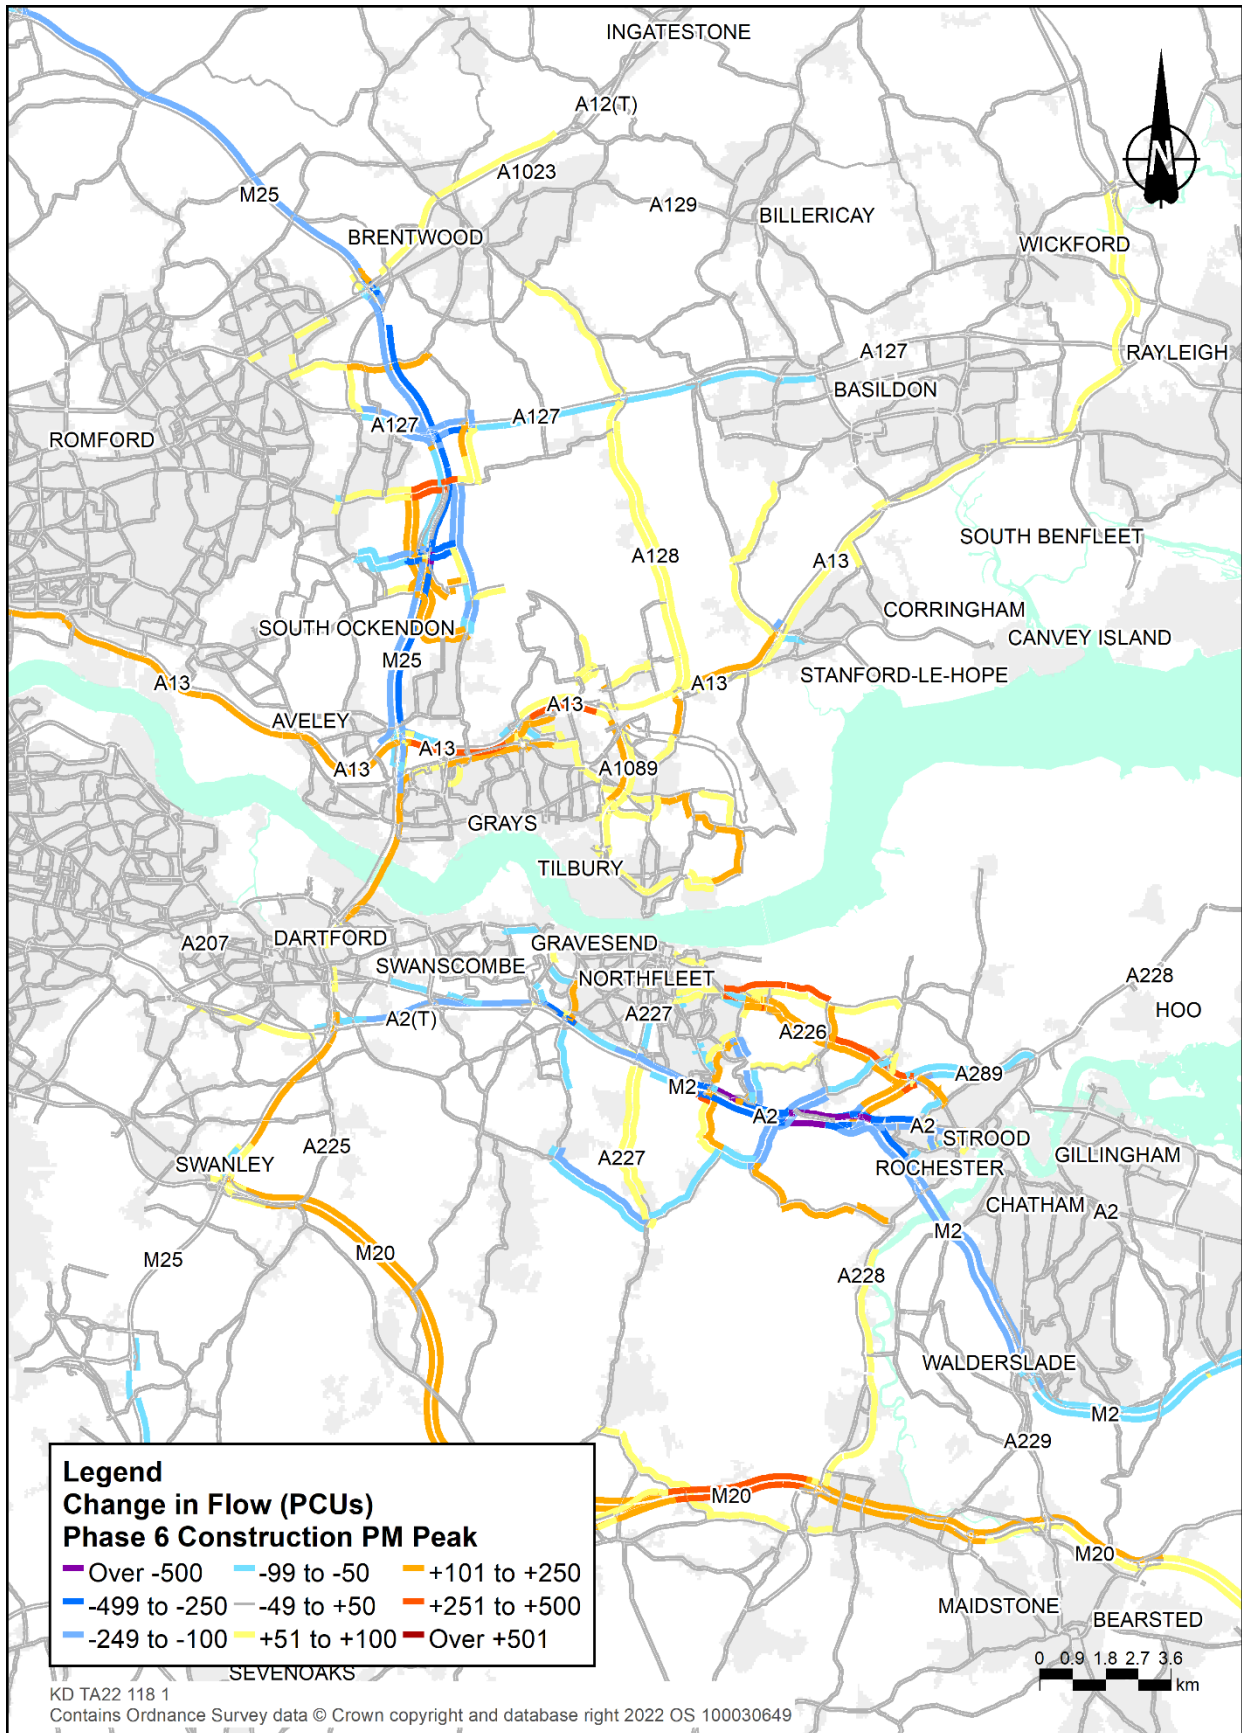 INGATESTONE
A12(T)
A1023
M25
A129
BILLERICAY
N
BRENTWOOD
WICKFORD
A127
RAYLEIGH
BASILDON
A127
A127
ROMFORD
SOUTH BENFLEET
A128
A13
CORRINGHAM
SOUTH OCKENDON
CANVEY ISLAND
M25
STANFORD-LE-HOPE
A13
A13
A13
AVELEY
A13
A13
A1089
GRAYS
TILBURY
A207
DARTFORD
GRAVESEND
SWANSCOMBE
NORTHFLEET
A228
HOO
A2(T)
A227
A226
A289
M2
A2
A2
STROOD
A225
SWANLEY
A227
ROCHESTER
GILLINGHAM
CHATHAM
A2
M2
M25
M20
A228
WALDERSLADE
M2
A229
M20
M20
MAIDSTONE
BEARSTED
Legend
Change in Flow (PCUs)
Phase 6 Construction PM Peak
Over -500 -99 to -50 +101 to +250
-499 to -250 -49 to +50 +251 to +500
-249 to -100 +51 to +100 Over +501
SEVENOAKS
0 0.9 1.8 2.7 3.6
km
KD TA22 118 1
Contains Ordnance Survey data © Crown copyright and database right 2022 OS 100030649